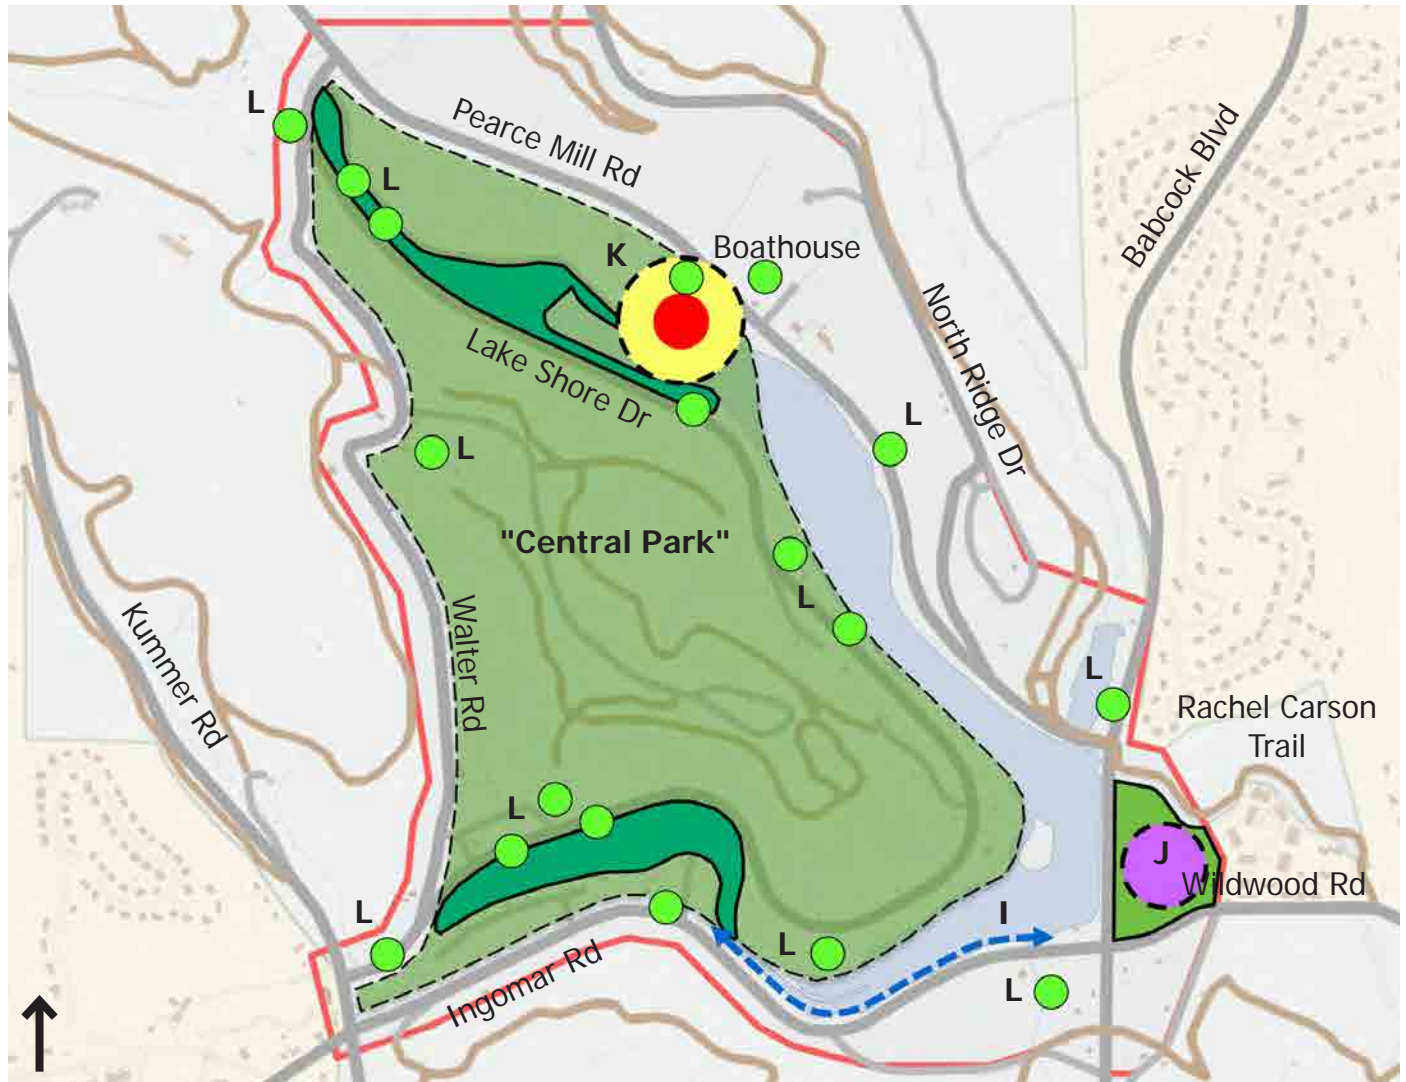 L
Pearce Mill Rd
Babcock Blvd
L
K
Boathouse
North Ridge Dr
Lake Shore Dr
L
L
"Central Park"
L
Walter Rd
Kummer Rd
L
Rachel Carson
Trail
L
J
Wildwood Rd
L
I
L
Ingomar Rd
L